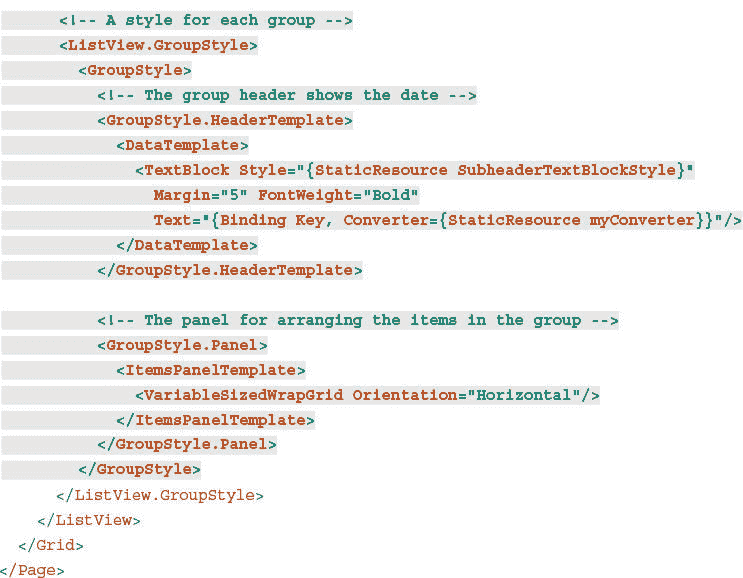 <!-- A style for each group -->
      <ListView.GroupStyle>
        <GroupStyle>
          <!-- The group header shows the date -->
          <GroupStyle.HeaderTemplate>
            <DataTemplate>
              <TextBlock Style="{StaticResource SubheaderTextBlockStyle}"
                Margin="5" FontWeight="Bold"
                Text="{Binding Key, Converter={StaticResource myConverter}}"/>
            </DataTemplate>
          </GroupStyle.HeaderTemplate>

          <!-- The panel for arranging the items in the group -->
          <GroupStyle.Panel>
            <ItemsPanelTemplate>
              <VariableSizedWrapGrid Orientation="Horizontal"/>
            </ItemsPanelTemplate>
          </GroupStyle.Panel>
        </GroupStyle>
      </ListView.GroupStyle>
    </ListView>
  </Grid>
</Page>